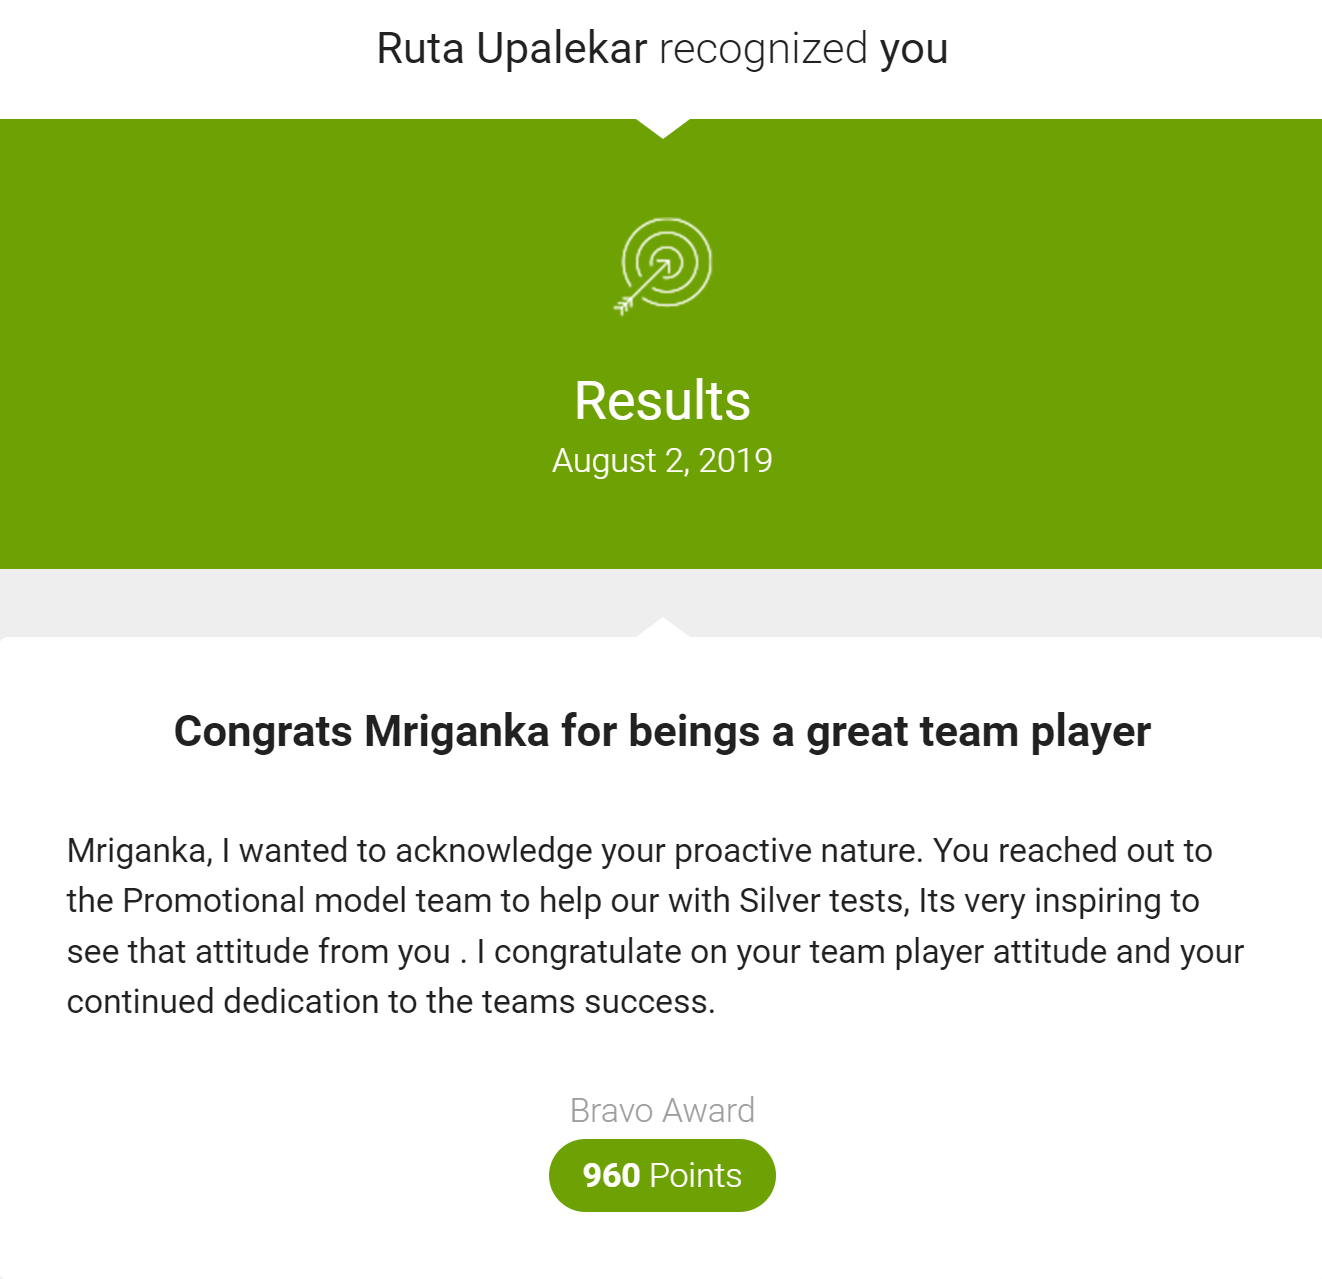 Ruta Upalekar recognized you
Results
August 2, 2019
Congrats Mriganka for beings a great team player
Mriganka, I wanted to acknowledge your proactive nature. You reached out to
the Promotional model team to help our with Silver tests, Its very inspiring to
see that attitude from you . I congratulate on your team player attitude and your
continued dedication to the teams success.
Bravo Award
960 Points